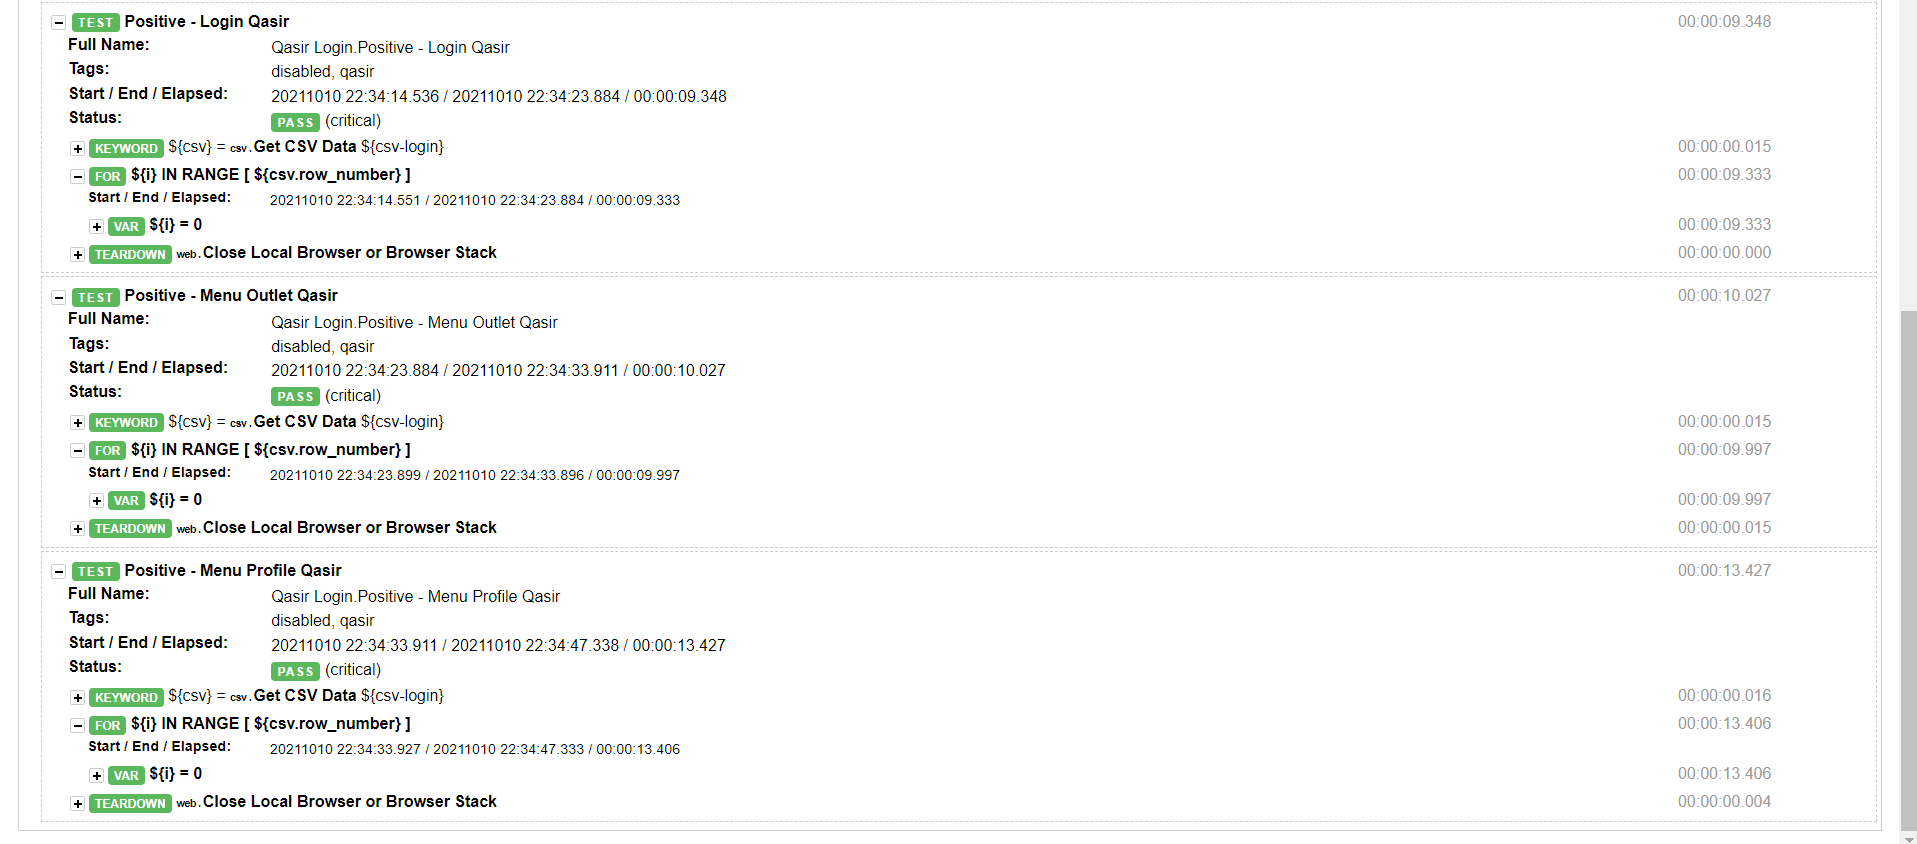 TEST Positive - Login Qasir 00:00:09.348
Full Name: Qasir Login.Positive - Login Qasir
Tags: disabled, qasir
Start / End / Elapsed: 20211010 22:34:14.536 / 20211010 22:34:23.884 / 00:00:09.348
Status: PASS (critical)
KEYWORD ${csv} = csv.Get CSV Data ${csv-login} 00:00:00.015
FOR ${i} IN RANGE [ ${csv.row_number} ] 00:00:09.333
Start / End / Elapsed: 20211010 22:34:14.551 / 20211010 22:34:23.884 / 00:00:09.333
VAR ${i} = 0 00:00:09.333
TEARDOWN web.Close Local Browser or Browser Stack 00:00:00.000
TEST Positive - Menu Outlet Qasir 00:00:10.027
Full Name: Qasir Login.Positive - Menu Outlet Qasir
Tags: disabled, qasir
Start / End / Elapsed: 20211010 22:34:23.884 / 20211010 22:34:33.911 / 00:00:10.027
Status: PASS (critical)
KEYWORD ${csv} = csv.Get CSV Data ${csv-login} 00:00:00.015
FOR ${i} IN RANGE [ ${csv.row_number} ] 00:00:09.997
Start / End / Elapsed: 20211010 22:34:23.899 / 20211010 22:34:33.896 / 00:00:09.997
VAR ${i} = 0 00:00:09.997
TEARDOWN web.Close Local Browser or Browser Stack 00:00:00.015
TEST Positive - Menu Profile Qasir 00:00:13.427
Full Name: Qasir Login.Positive - Menu Profile Qasir
Tags: disabled, qasir
Start / End / Elapsed: 20211010 22:34:33.911 / 20211010 22:34:47.338 / 00:00:13.427
Status: PASS (critical)
KEYWORD ${csv} = csv.Get CSV Data ${csv-login} 00:00:00.016
FOR ${i} IN RANGE [ ${csv.row_number} ] 00:00:13.406
Start / End / Elapsed: 20211010 22:34:33.927 / 20211010 22:34:47.333 / 00:00:13.406
VAR ${i} = 0 00:00:13.406
TEARDOWN web.Close Local Browser or Browser Stack 00:00:00.004